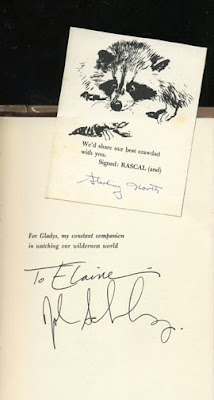 We'd share our best crawdad
with you.
Signed: RASCAL (and)
Sterling North
For Gladys, my constant companion
in watching our wilderness world
To Elaine
John